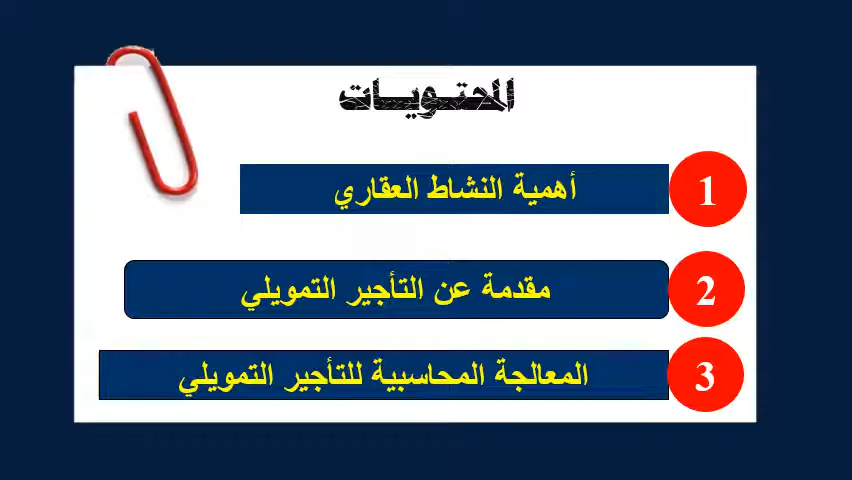 المحتويات
1 أهمية النشاط العقاري
2 مقدمة عن التأجير التمويلي
3 المعالجة المحاسبية للتأجير التمويلي